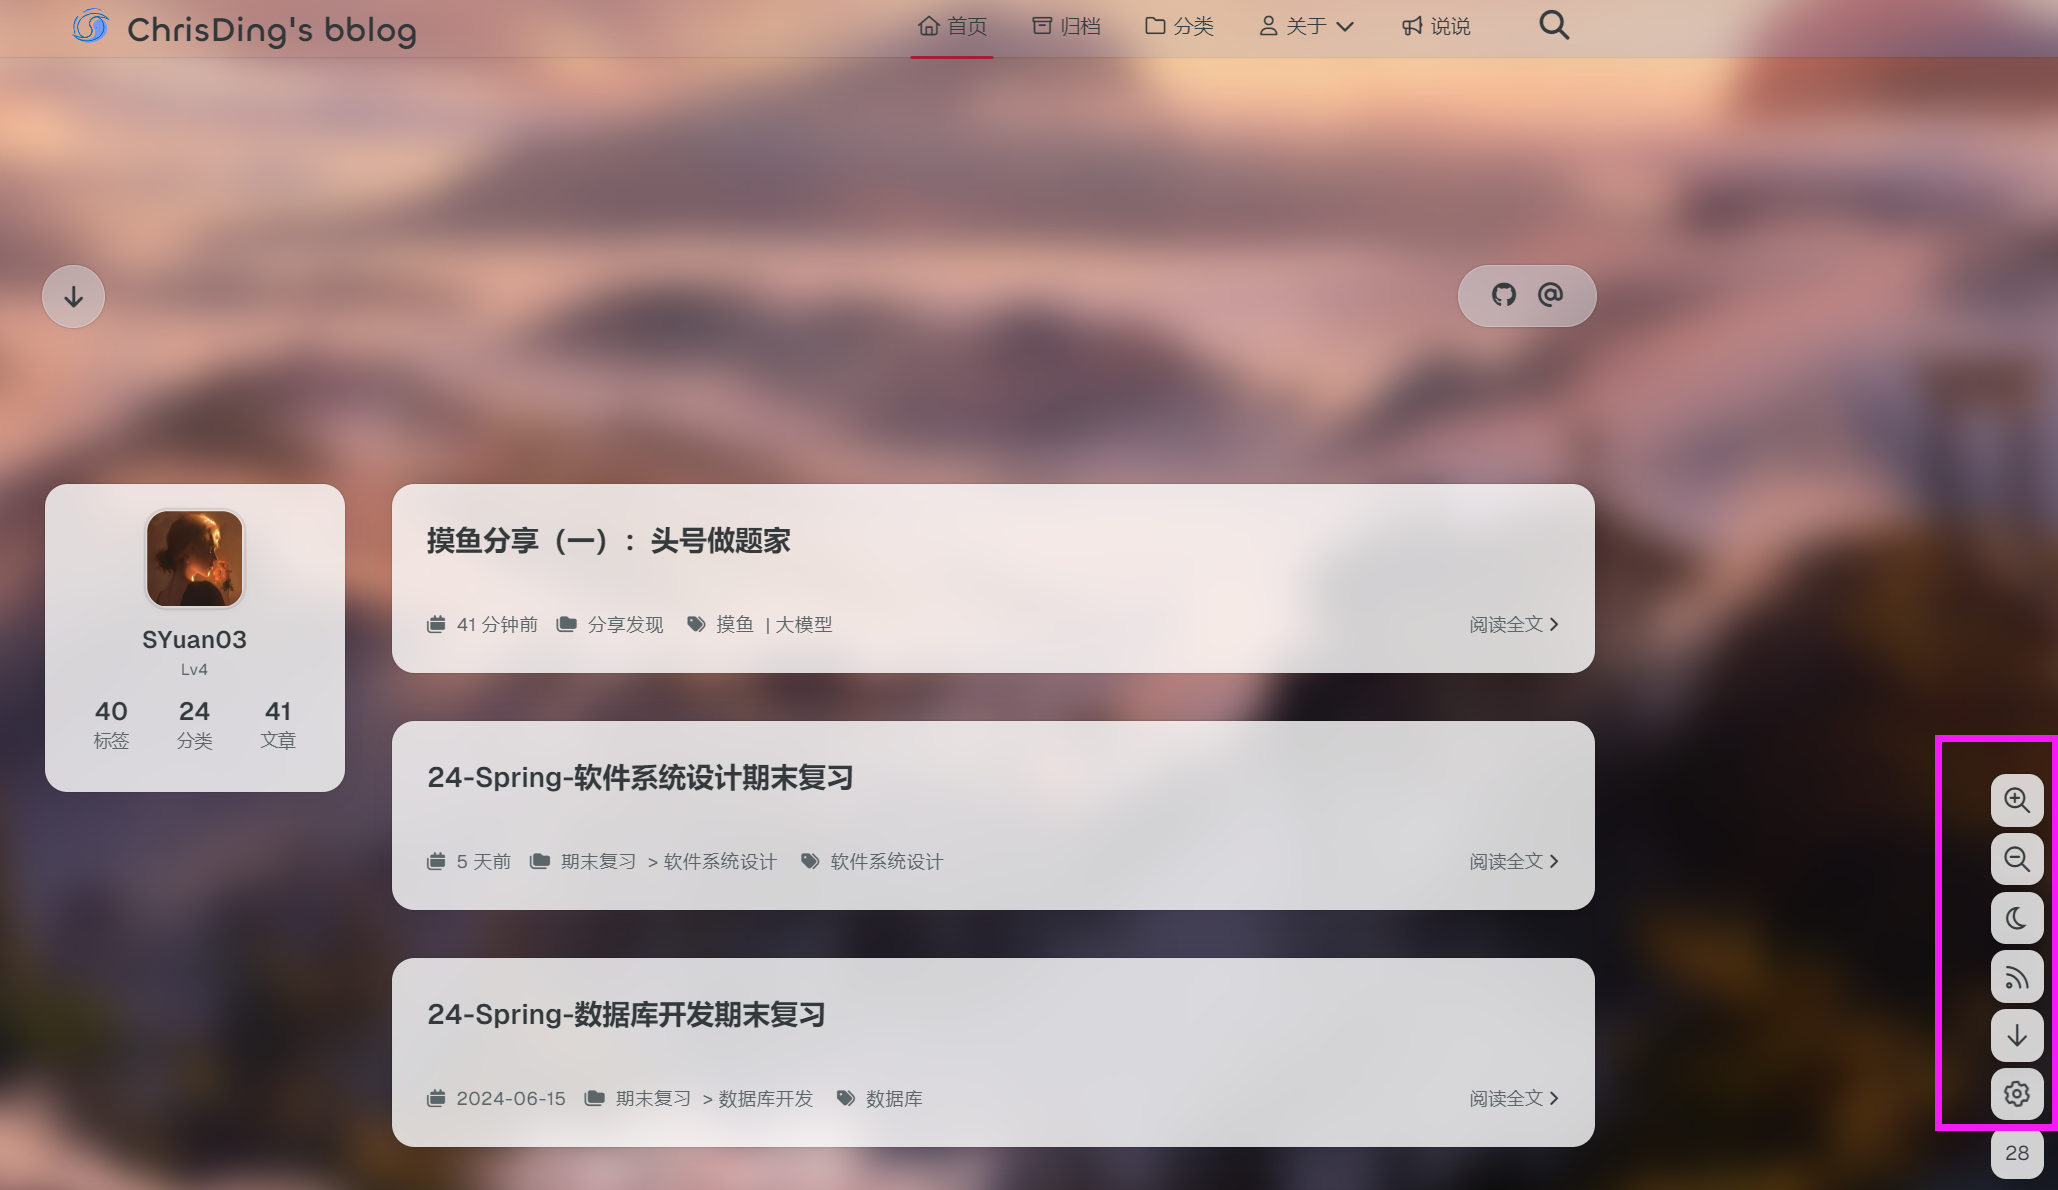 ChrisDing's bblog
首页 归档 分类 关于 说说
SYuan03
Lv4
40 24 41
标签 分类 文章
摸鱼分享（一）：头号做题家
41 分钟前 分享发现 摸鱼 | 大模型 阅读全文
24-Spring-软件系统设计期末复习
5 天前 期末复习 > 软件系统设计 软件系统设计 阅读全文
24-Spring-数据库开发期末复习
2024-06-15 期末复习 > 数据库开发 数据库 阅读全文
28